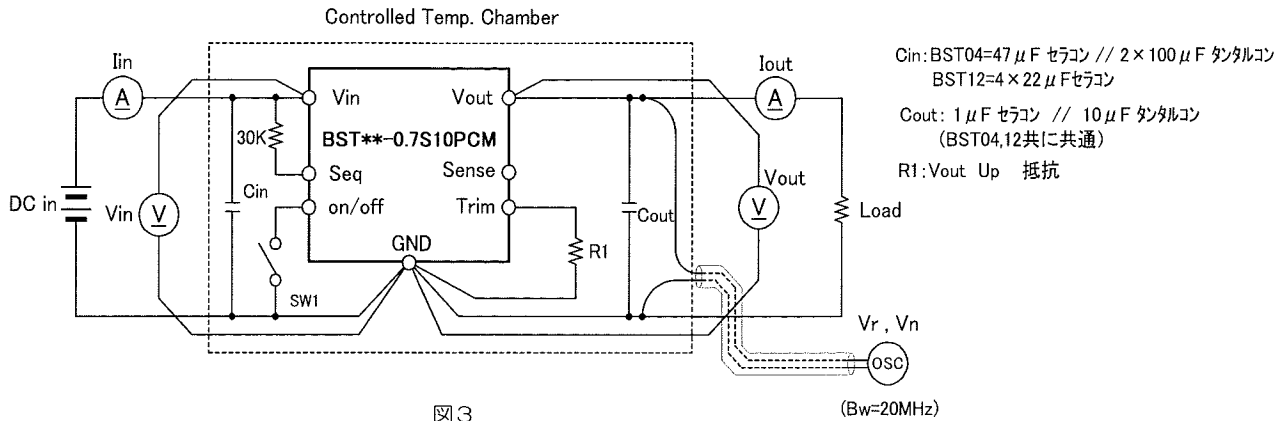 Controlled Temp. Chamber
Iin
A
Iout
A
Cin:BST04=47μF セラコン // 2×100μF タンタルコン
BST12=4×22μFセラコン
Cout: 1μF セラコン // 10μF タンタルコン
(BST04,12共に共通)
R1:Vout Up 抵抗
Vin
Vout
30K
BST**-0.7S10PCM
Seq
Sense
DC in
Vin
V
Cin
on/off
Trim
Cout
Vout
V
Load
GND
R1
SW1
Vr , Vn
OSC
(Bw=20MHz)
図3